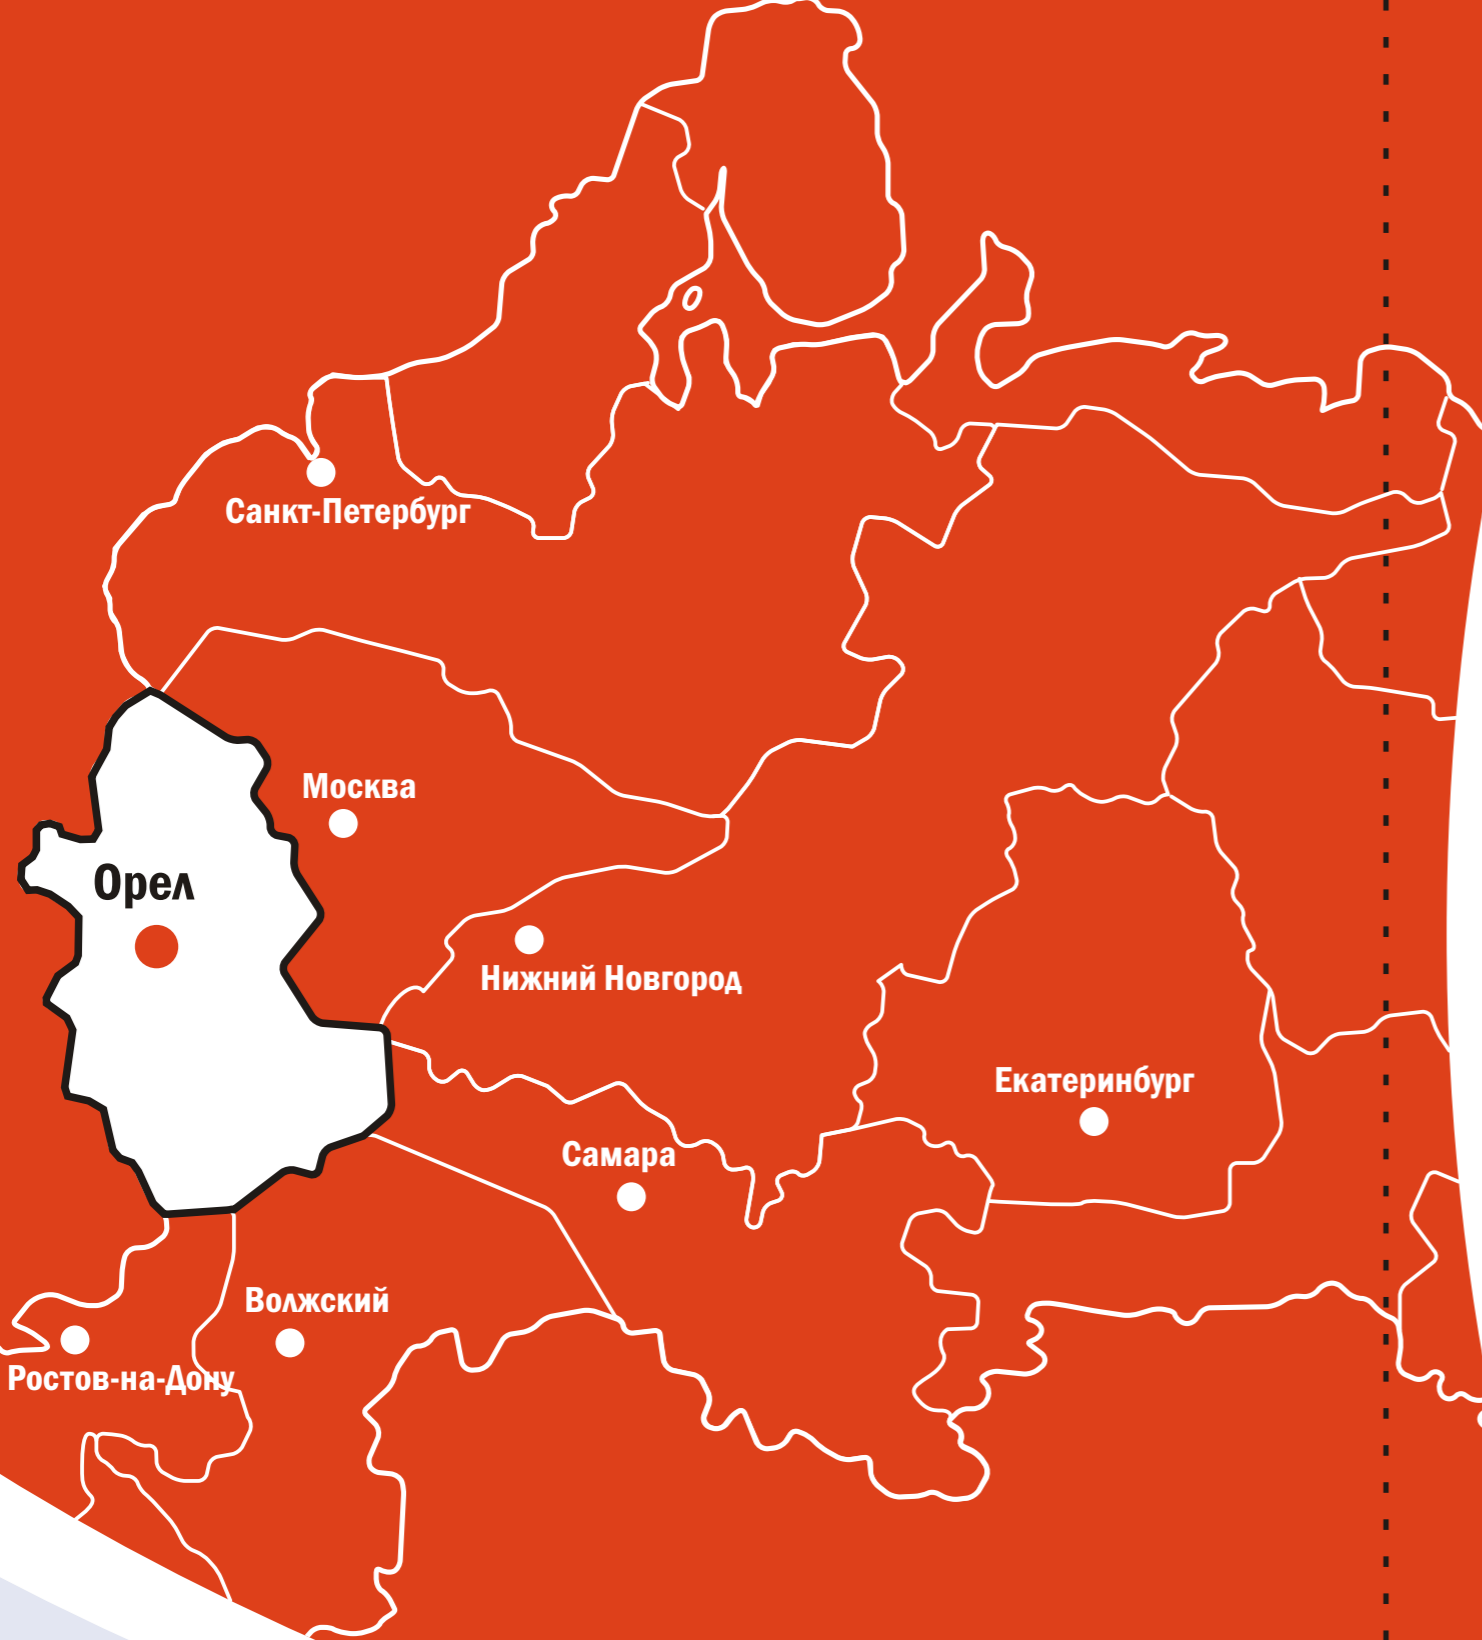 Санкт-Петербург
Москва
Орел
Нижний Новгород
Екатеринбург
Самара
Волжский
Ростов-на-Дону